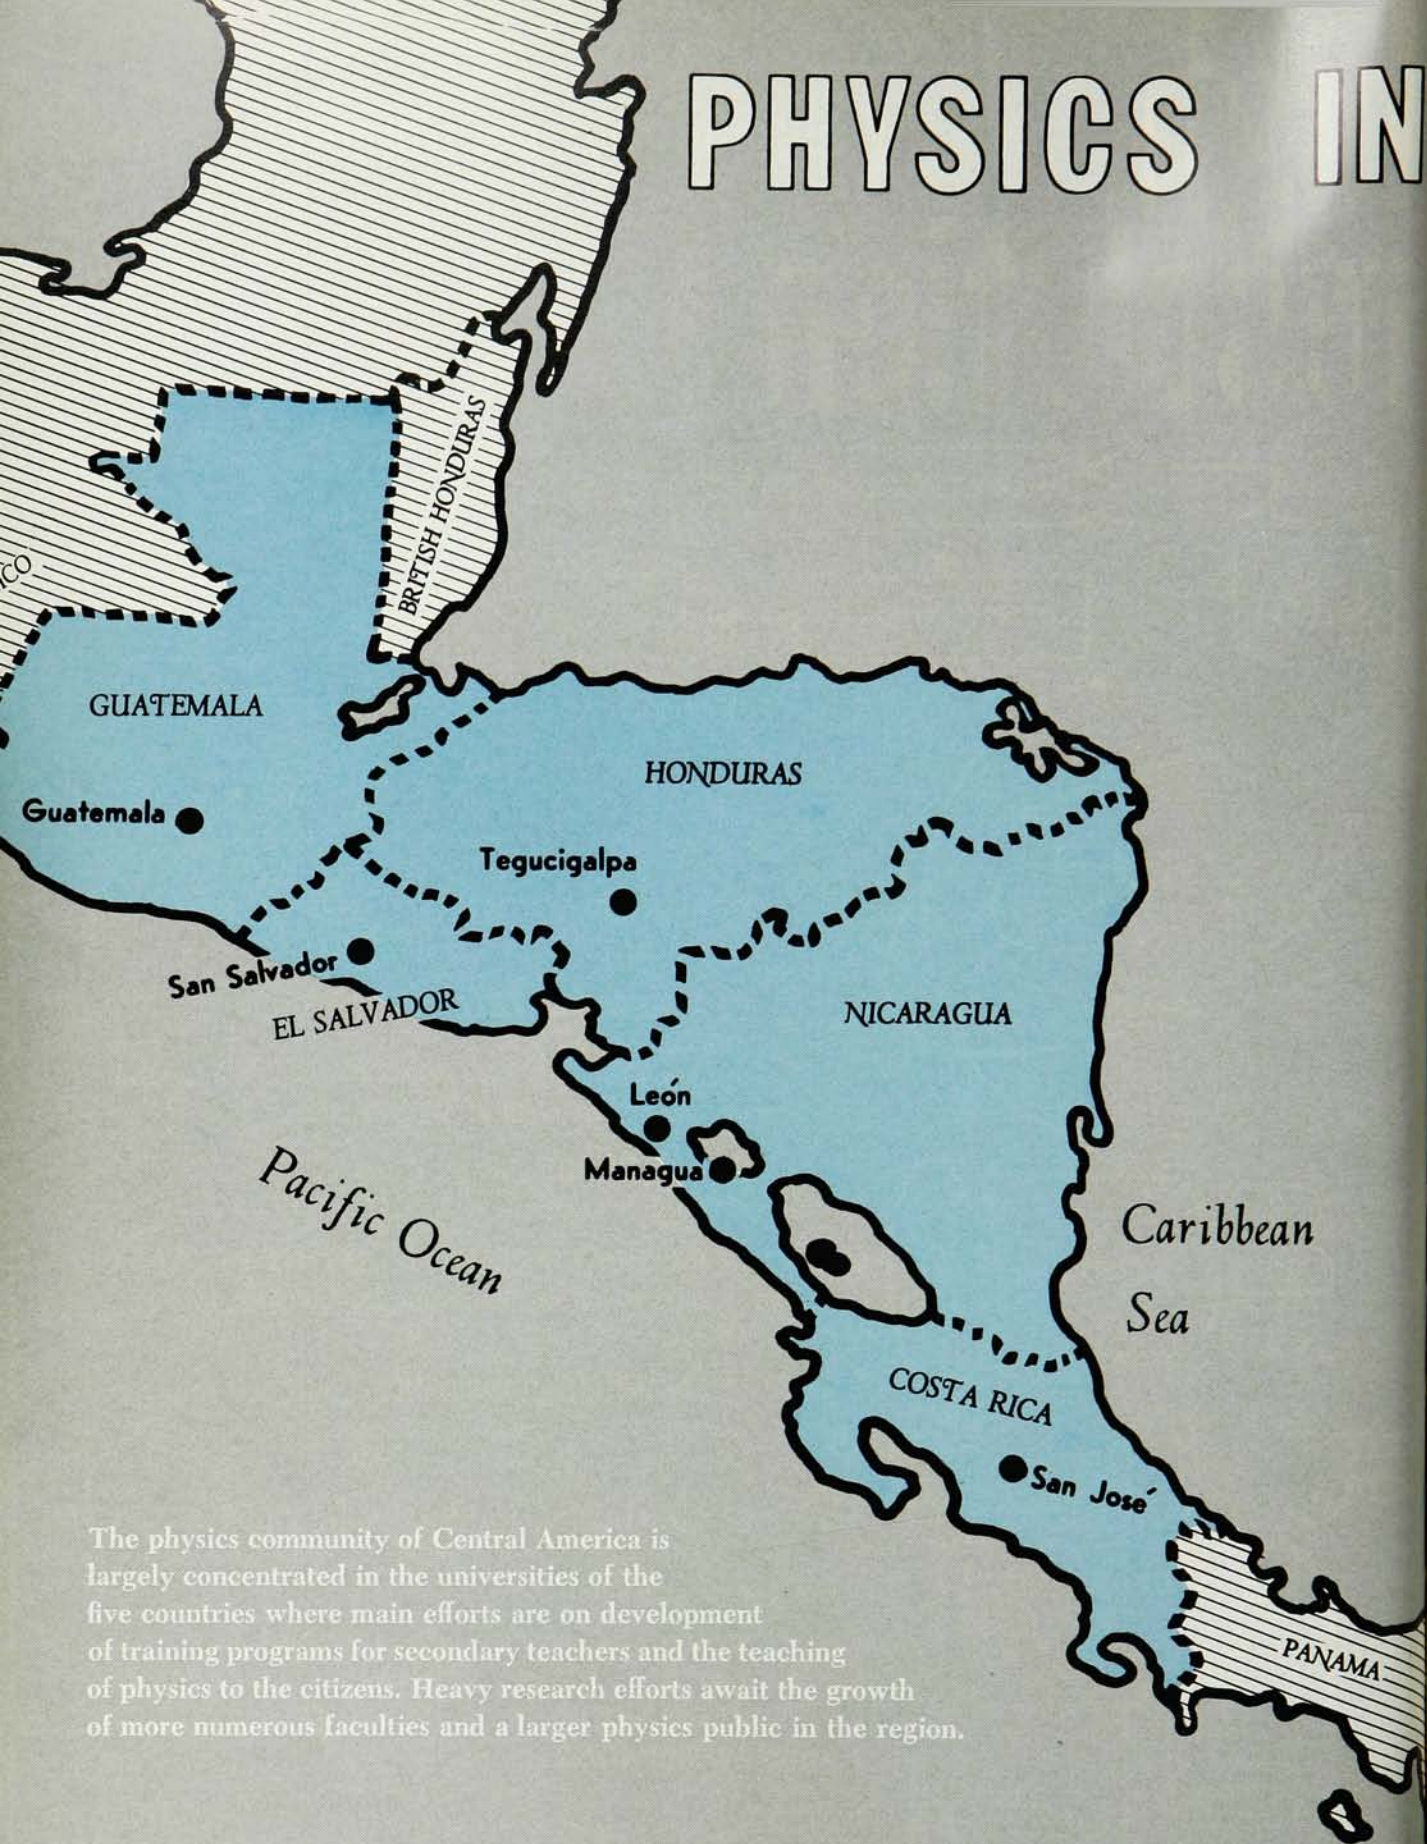 PHYSICS IN
BRITISH HONDURAS
ICO
GUATEMALA
HONDURAS
Guatemala
Tegucigalpa
San Salvador
EL SALVADOR
NICARAGUA
León
Managua
Pacific Ocean
Caribbean
Sea
COSTA RICA
San José
The physics community of Central America is
largely concentrated in the universities of the
five countries where main efforts are on development
of training programs for secondary teachers and the teaching
of physics to the citizens. Heavy research efforts await the growth
of more numerous faculties and a larger physics public in the region.
PANAMA